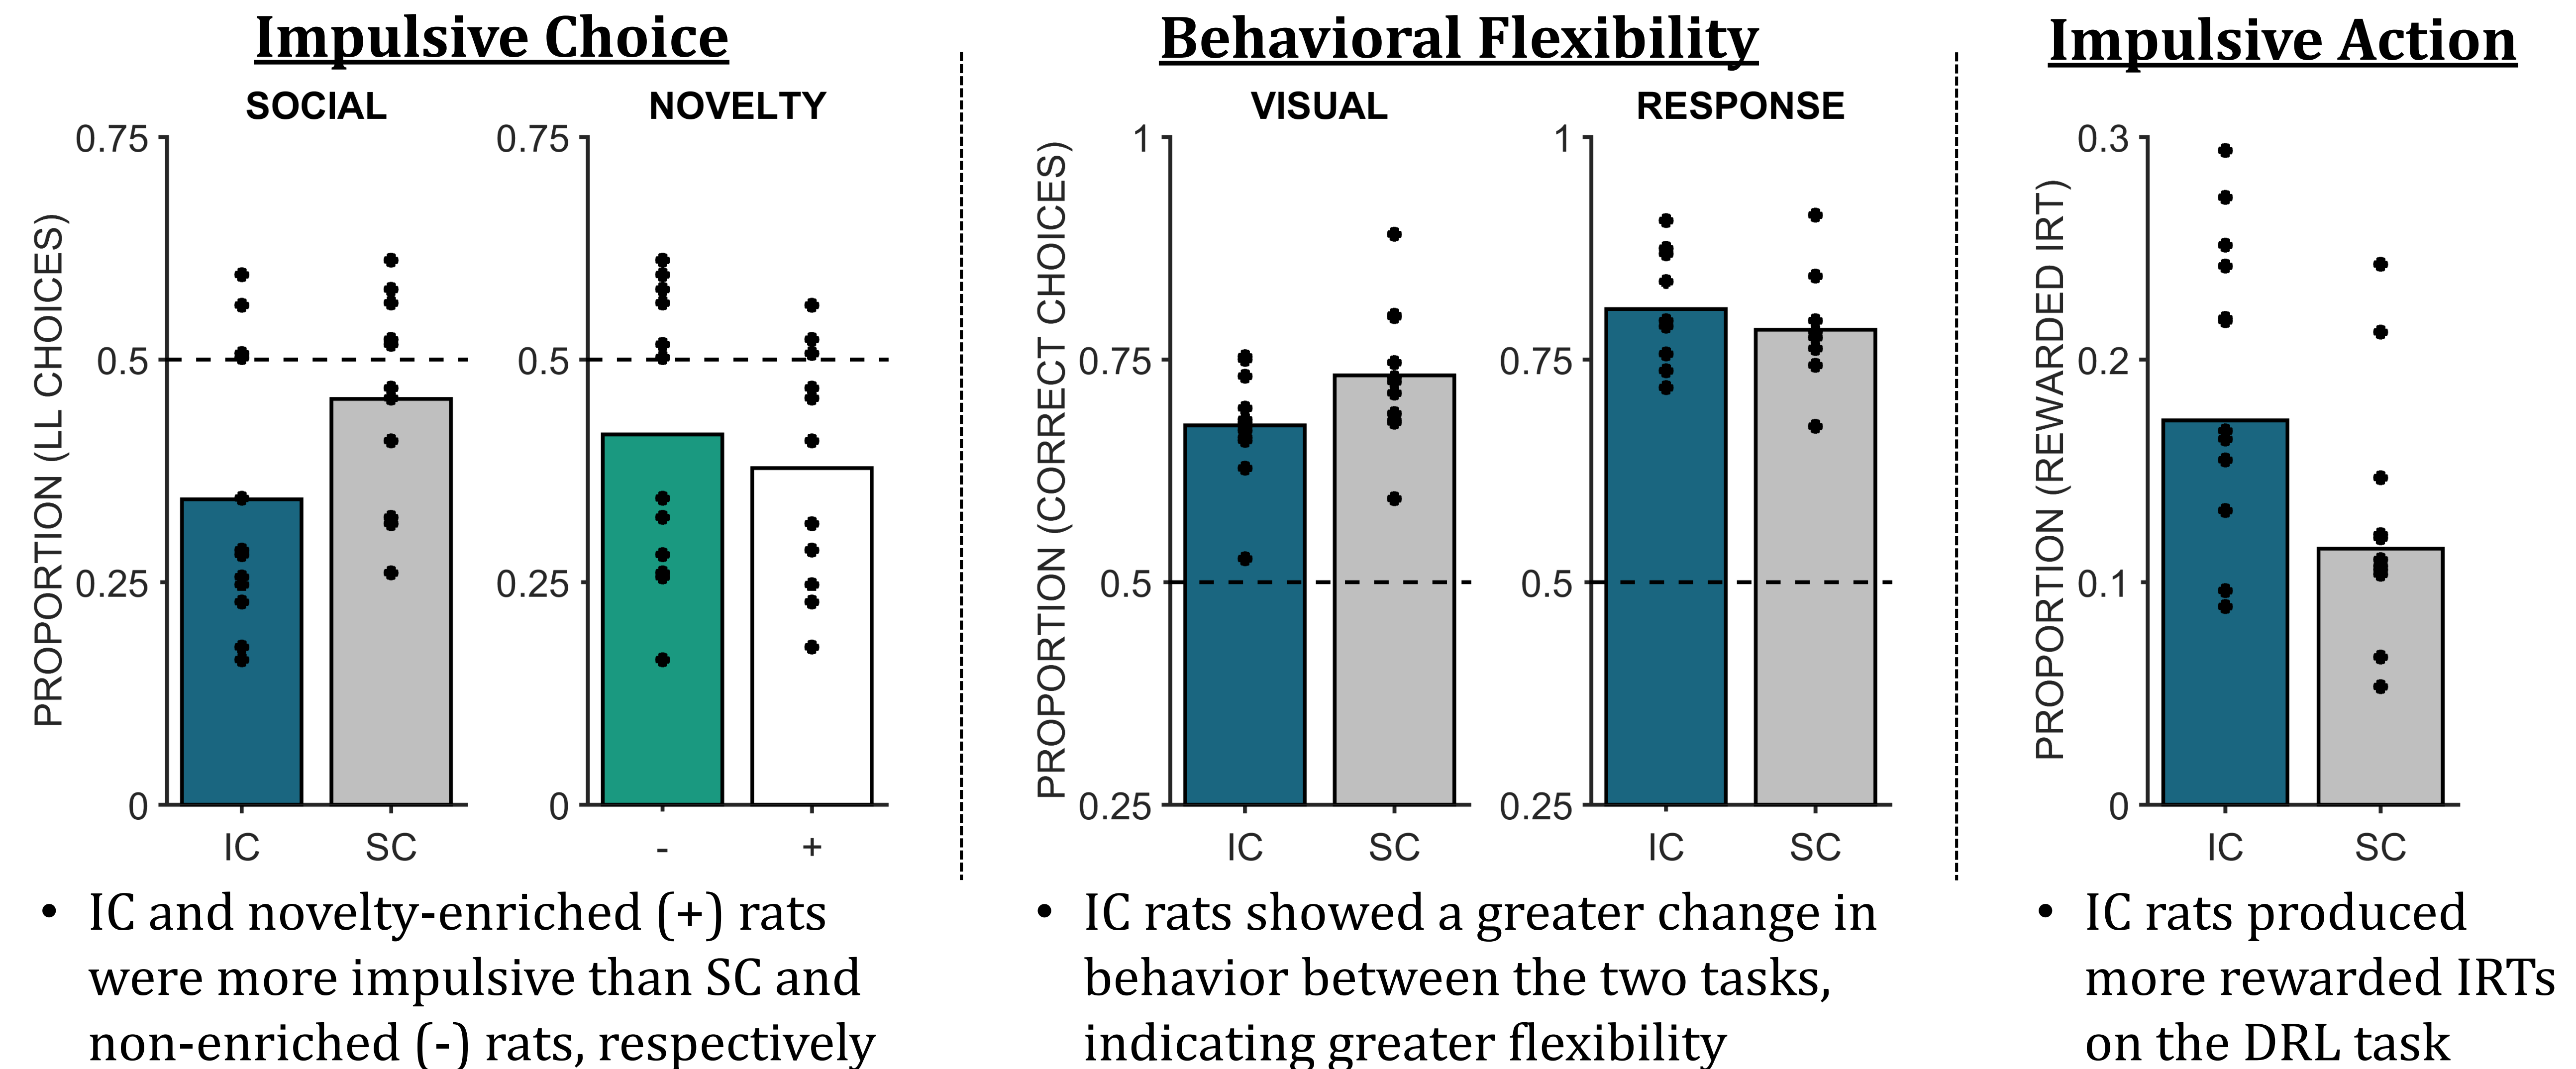 Impulsive Choice
SOCIAL
NOVELTY
PROPORTION (LL CHOICES)
0.75
0.5
0.25
0
IC
SC
0.75
0.5
0.25
0
-
+
• IC and novelty-enriched (+) rats
were more impulsive than SC and
non-enriched (-) rats, respectively
Behavioral Flexibility
VISUAL
RESPONSE
PROPORTION (CORRECT CHOICES)
1
0.75
0.5
0.25
IC
SC
1
0.75
0.5
0.25
IC
SC
• IC rats showed a greater change in
behavior between the two tasks,
indicating greater flexibility
Impulsive Action
PROPORTION (REWARDED IRT)
0.3
0.2
0.1
0
IC
SC
• IC rats produced
more rewarded IRTs
on the DRL task